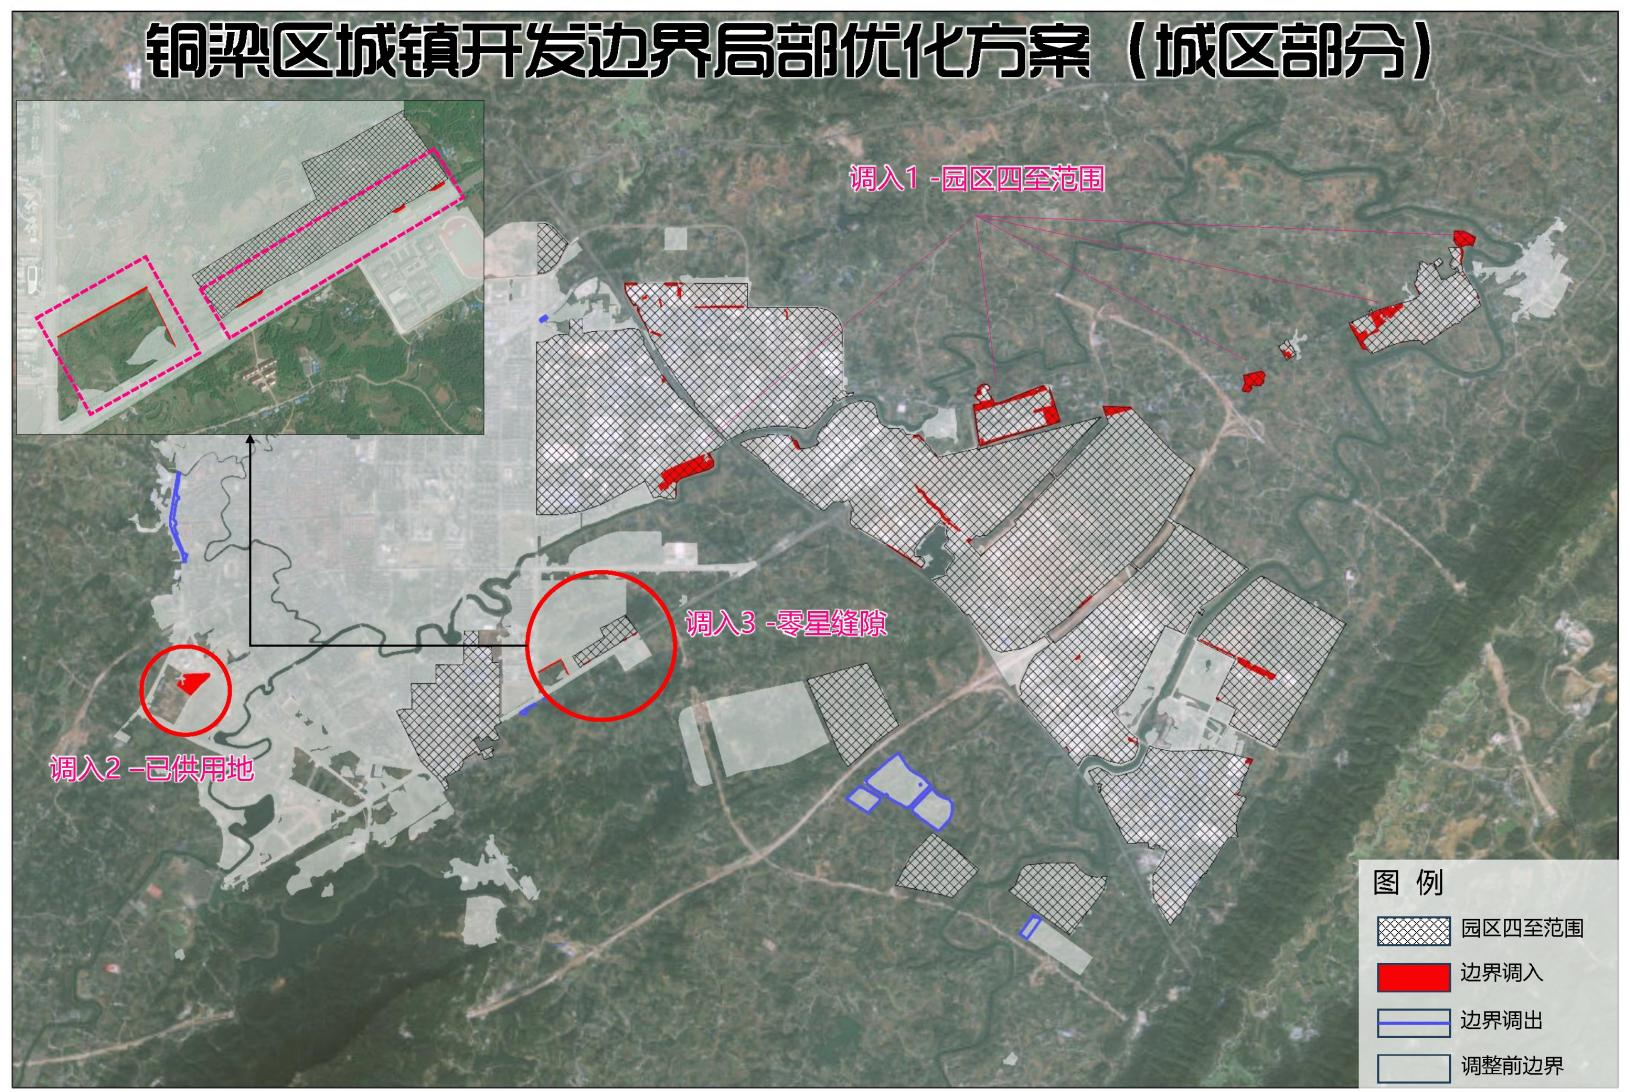 铜梁区城镇开发边界局部优化方案（城区部分）
调入1 -园区四至范围
调入3 -零星缝隙
调入2 –已供用地
图 例
园区四至范围
边界调入
边界调出
调整前边界